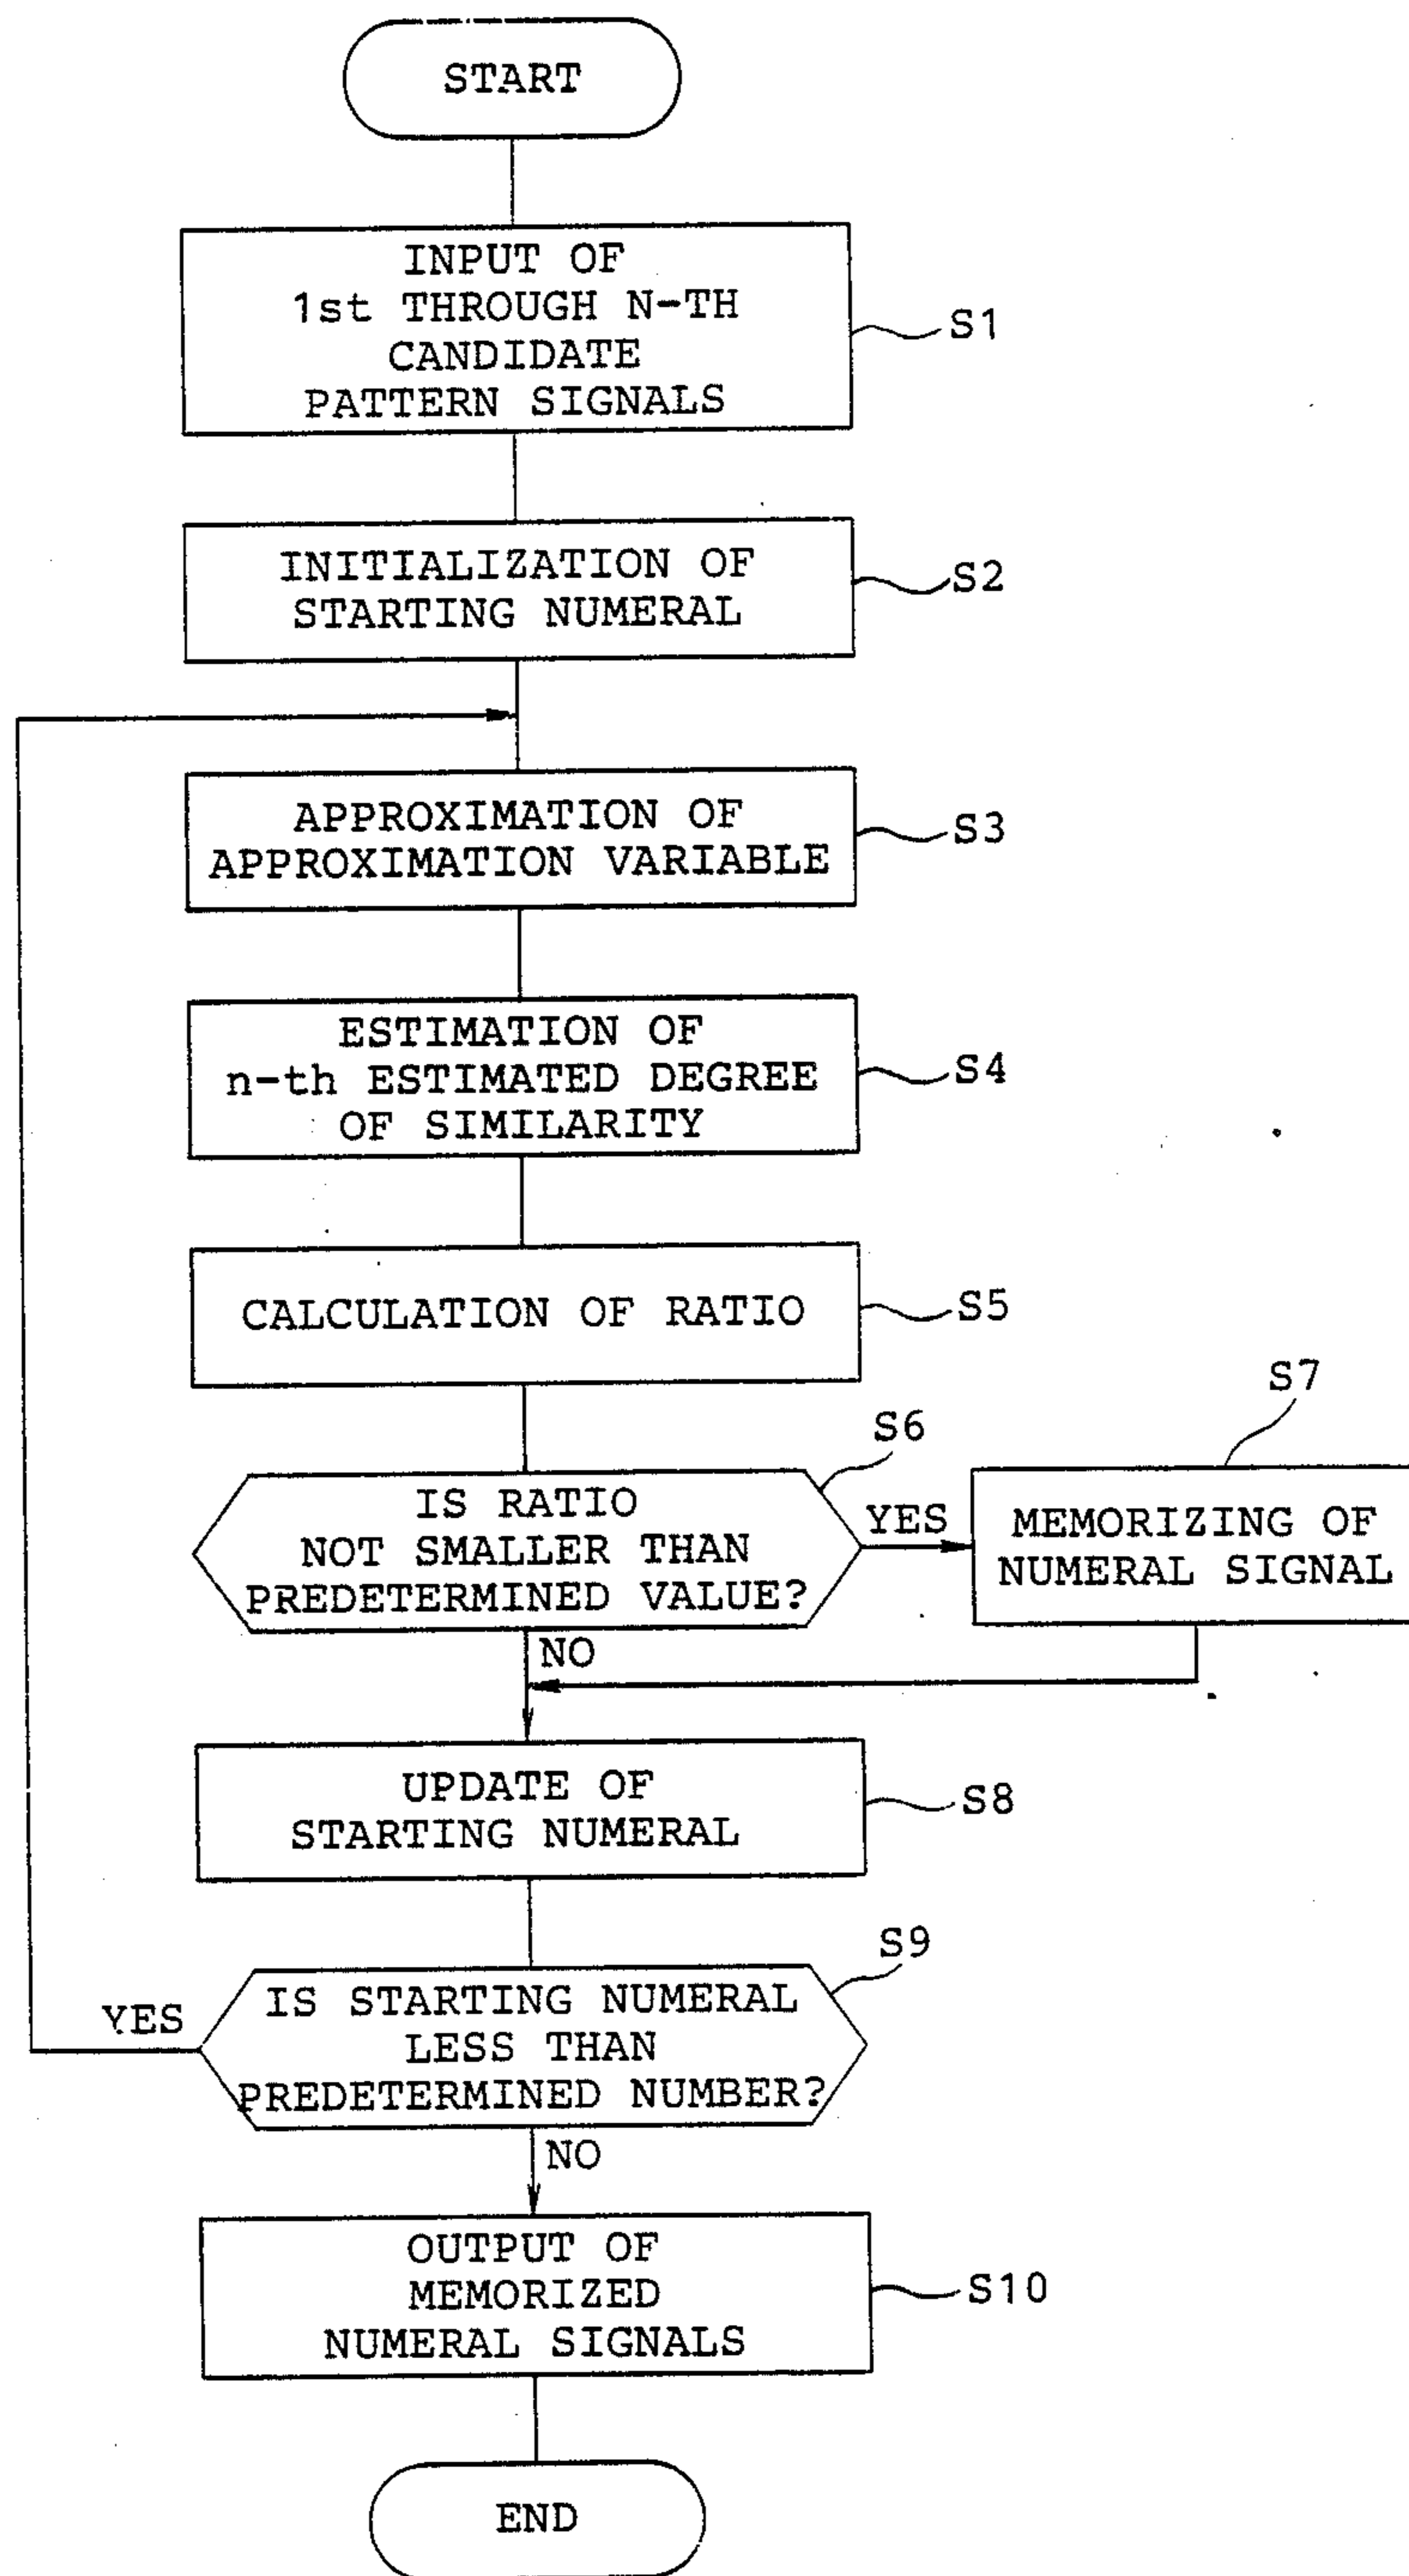 START
INPUT OF
1st THROUGH N-TH
CANDIDATE
PATTERN SIGNALS
S1
INITIALIZATION OF
STARTING NUMERAL
S2
APPROXIMATION OF
APPROXIMATION VARIABLE
S3
ESTIMATION OF
n-th ESTIMATED DEGREE
OF SIMILARITY
S4
CALCULATION OF RATIO
S5
S6
IS RATIO
NOT SMALLER THAN
PREDETERMINED VALUE?
YES
S7
MEMORIZING OF
NUMERAL SIGNAL
NO
UPDATE OF
STARTING NUMERAL
S8
S9
IS STARTING NUMERAL
LESS THAN
PREDETERMINED NUMBER?
YES
NO
OUTPUT OF
MEMORIZED
NUMERAL SIGNALS
S10
END